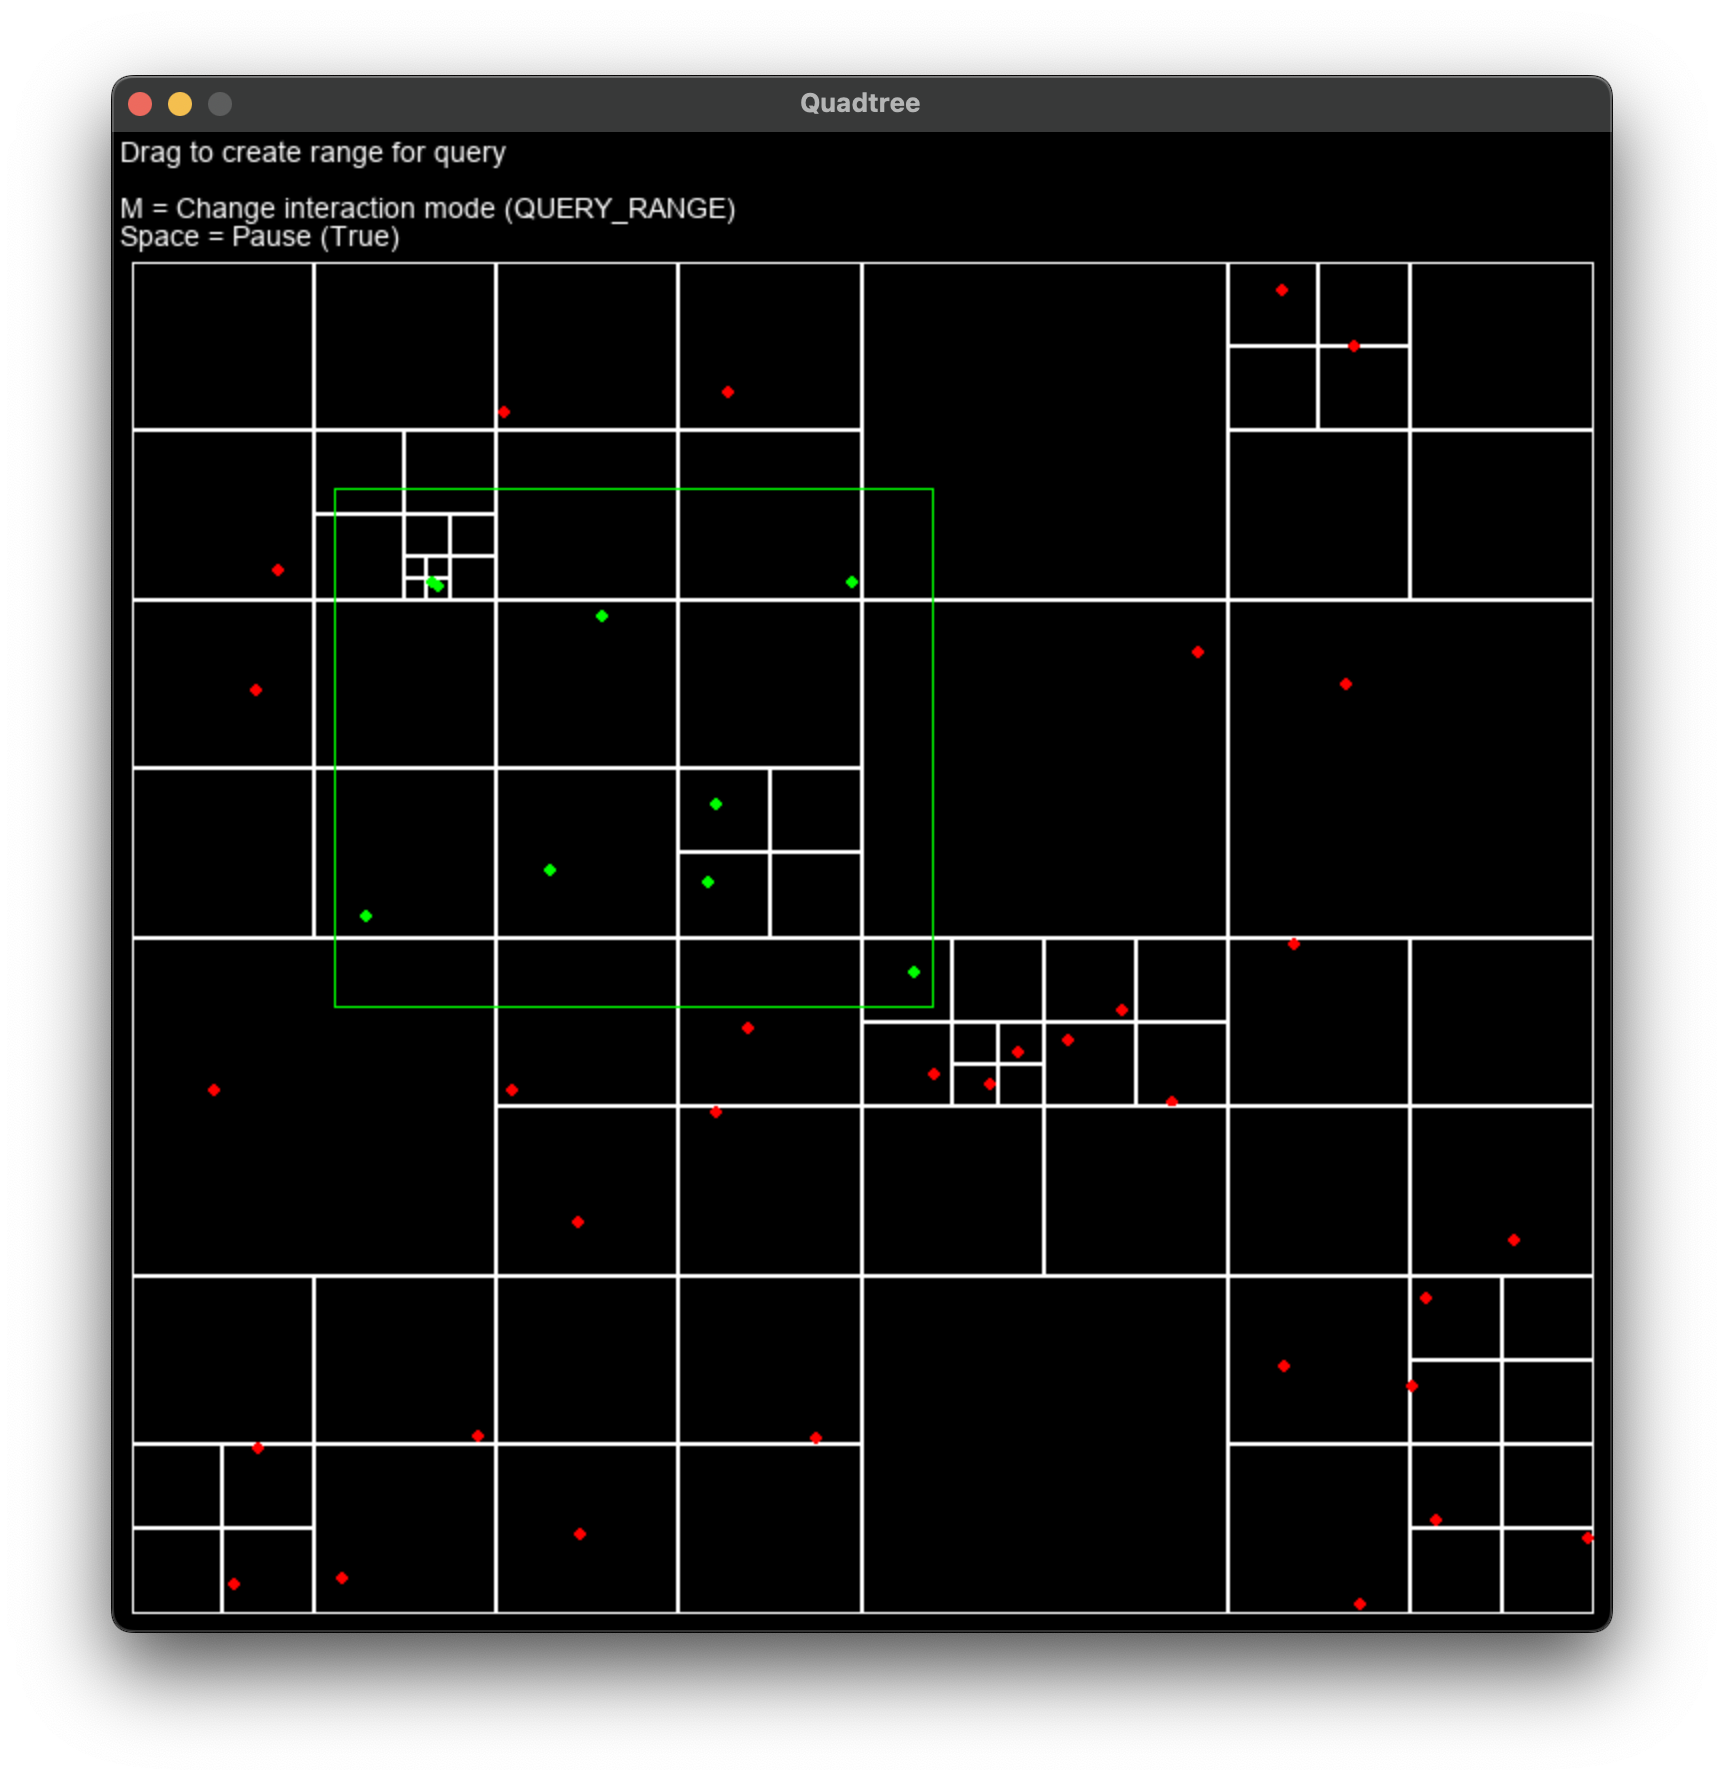 Quadtree
Drag to create range for query
M = Change interaction mode (QUERY_RANGE)
Space = Pause (True)